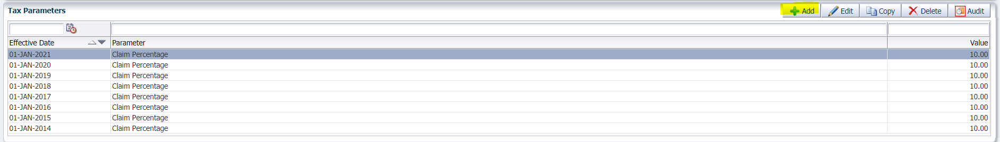 Tax Parameters Add Edit Copy Delete Audit
Effective Date Parameter Value
01-JAN-2021 Claim Percentage 10.00
01-JAN-2020 Claim Percentage 10.00
01-JAN-2019 Claim Percentage 10.00
01-JAN-2018 Claim Percentage 10.00
01-JAN-2017 Claim Percentage 10.00
01-JAN-2016 Claim Percentage 10.00
01-JAN-2015 Claim Percentage 10.00
01-JAN-2014 Claim Percentage 10.00